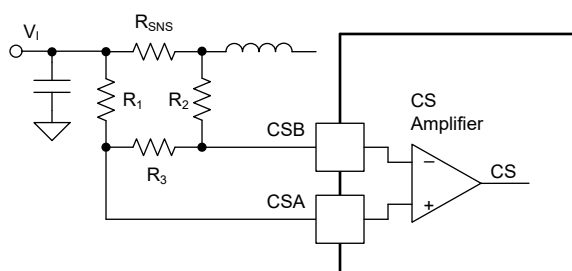 V_I
R_SNS
R_1
R_2
R_3
CSB
CSA
CS
Amplifier
−
+
CS